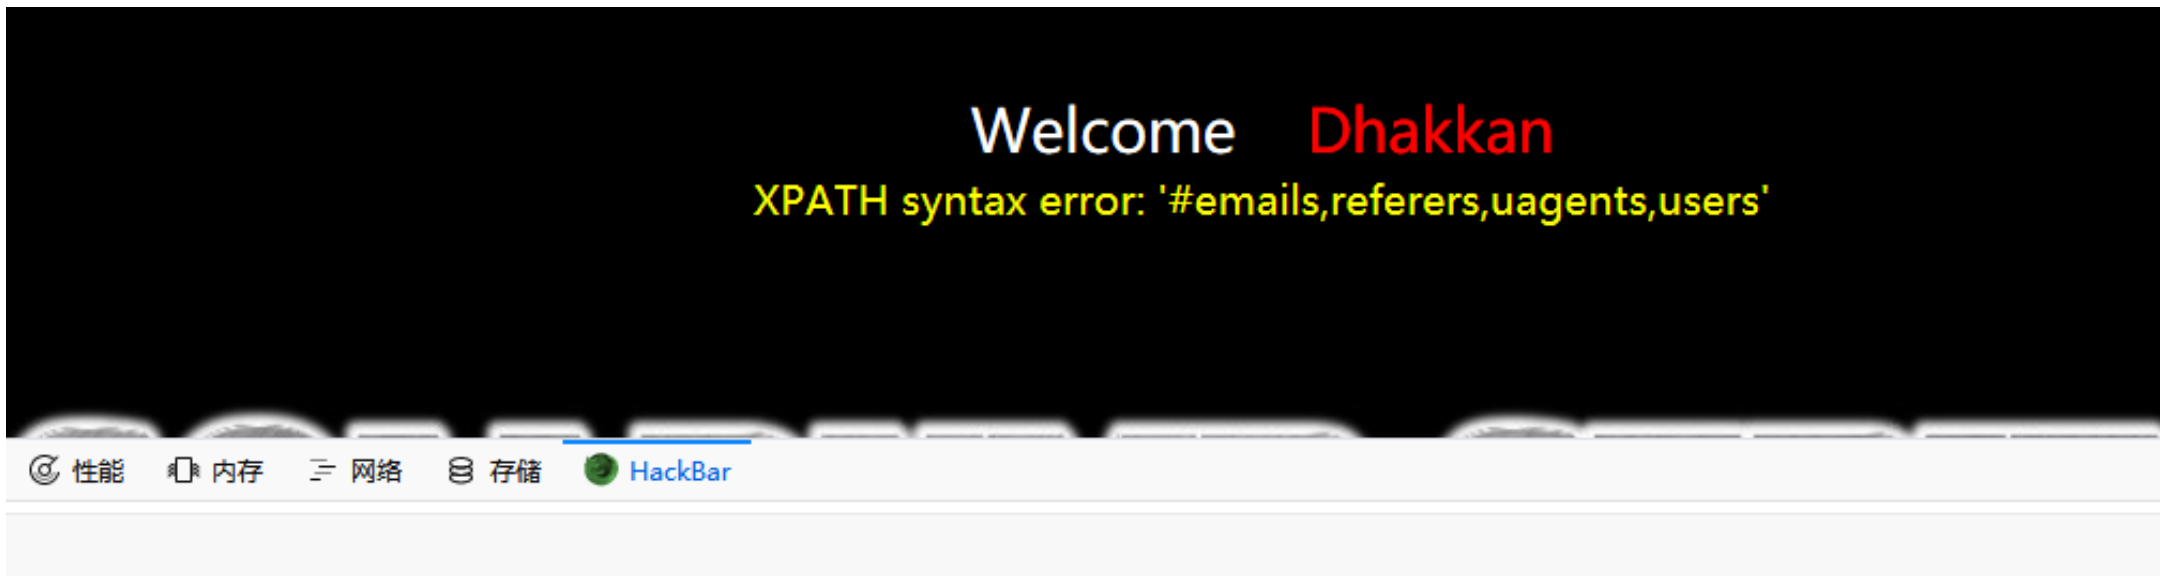 Welcome Dhakkan
XPATH syntax error: '#emails,referers,uagents,users'
性能 内存 网络 存储 HackBar